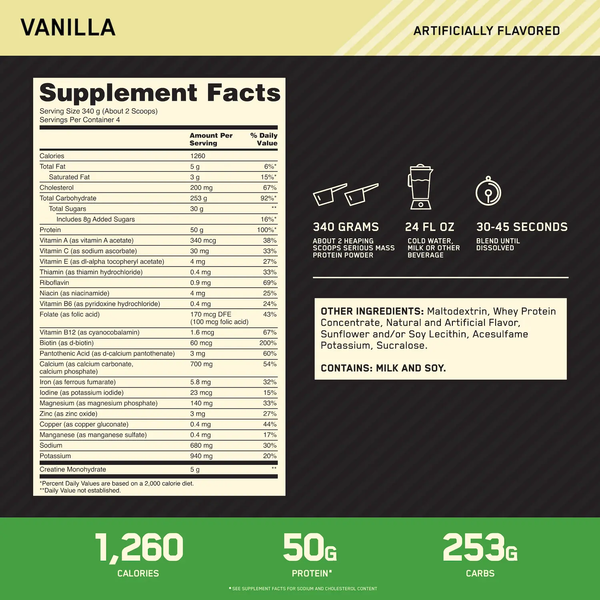 VANILLA
ARTIFICIALLY FLAVORED
Supplement Facts
Serving Size 340 g (About 2 Scoops)
Servings Per Container 4
Amount Per Serving % Daily Value
Calories 1260
Total Fat 5 g 6%*
Saturated Fat 3 g 15%*
Cholesterol 200 mg 67%
Total Carbohydrate 253 g 92%*
Total Sugars 30 g **
Includes 8g Added Sugars 16%*
Protein 50 g 100%*
Vitamin A (as vitamin A acetate) 340 mcg 38%
Vitamin C (as sodium ascorbate) 30 mg 33%
Vitamin E (as dl-alpha tocopheryl acetate) 4 mg 27%
Thiamin (as thiamin hydrochloride) 0.4 mg 33%
Riboflavin 0.9 mg 69%
Niacin (as niacinamide) 4 mg 25%
Vitamin B6 (as pyridoxine hydrochloride) 0.4 mg 24%
Folate (as folic acid) 170 mcg DFE 43%
(100 mcg folic acid)
Vitamin B12 (as cyanocobalamin) 1.6 mcg 67%
Biotin (as d-biotin) 60 mcg 200%
Pantothenic Acid (as d-calcium pantothenate) 3 mg 60%
Calcium (as calcium carbonate, 700 mg 54%
calcium phosphate)
Iron (as ferrous fumarate) 5.8 mg 32%
Iodine (as potassium iodide) 23 mcg 15%
Magnesium (as magnesium phosphate) 140 mg 33%
Zinc (as zinc oxide) 3 mg 27%
Copper (as copper gluconate) 0.4 mg 44%
Manganese (as manganese sulfate) 0.4 mg 17%
Sodium 680 mg 30%
Potassium 940 mg 20%
Creatine Monohydrate 5 g **
*Percent Daily Values are based on a 2,000 calorie diet.
**Daily Value not established.
340 GRAMS
ABOUT 2 HEAPING
SCOOPS SERIOUS MASS
PROTEIN POWDER
24 FL OZ
COLD WATER,
MILK OR OTHER
BEVERAGE
30-45 SECONDS
BLEND UNTIL
DISSOLVED
OTHER INGREDIENTS: Maltodextrin, Whey Protein
Concentrate, Natural and Artificial Flavor,
Sunflower and/or Soy Lecithin, Acesulfame
Potassium, Sucralose.
CONTAINS: MILK AND SOY.
1,260
CALORIES
50G
PROTEIN*
253G
CARBS
*SEE SUPPLEMENT FACTS FOR SODIUM AND CHOLESTEROL CONTENT